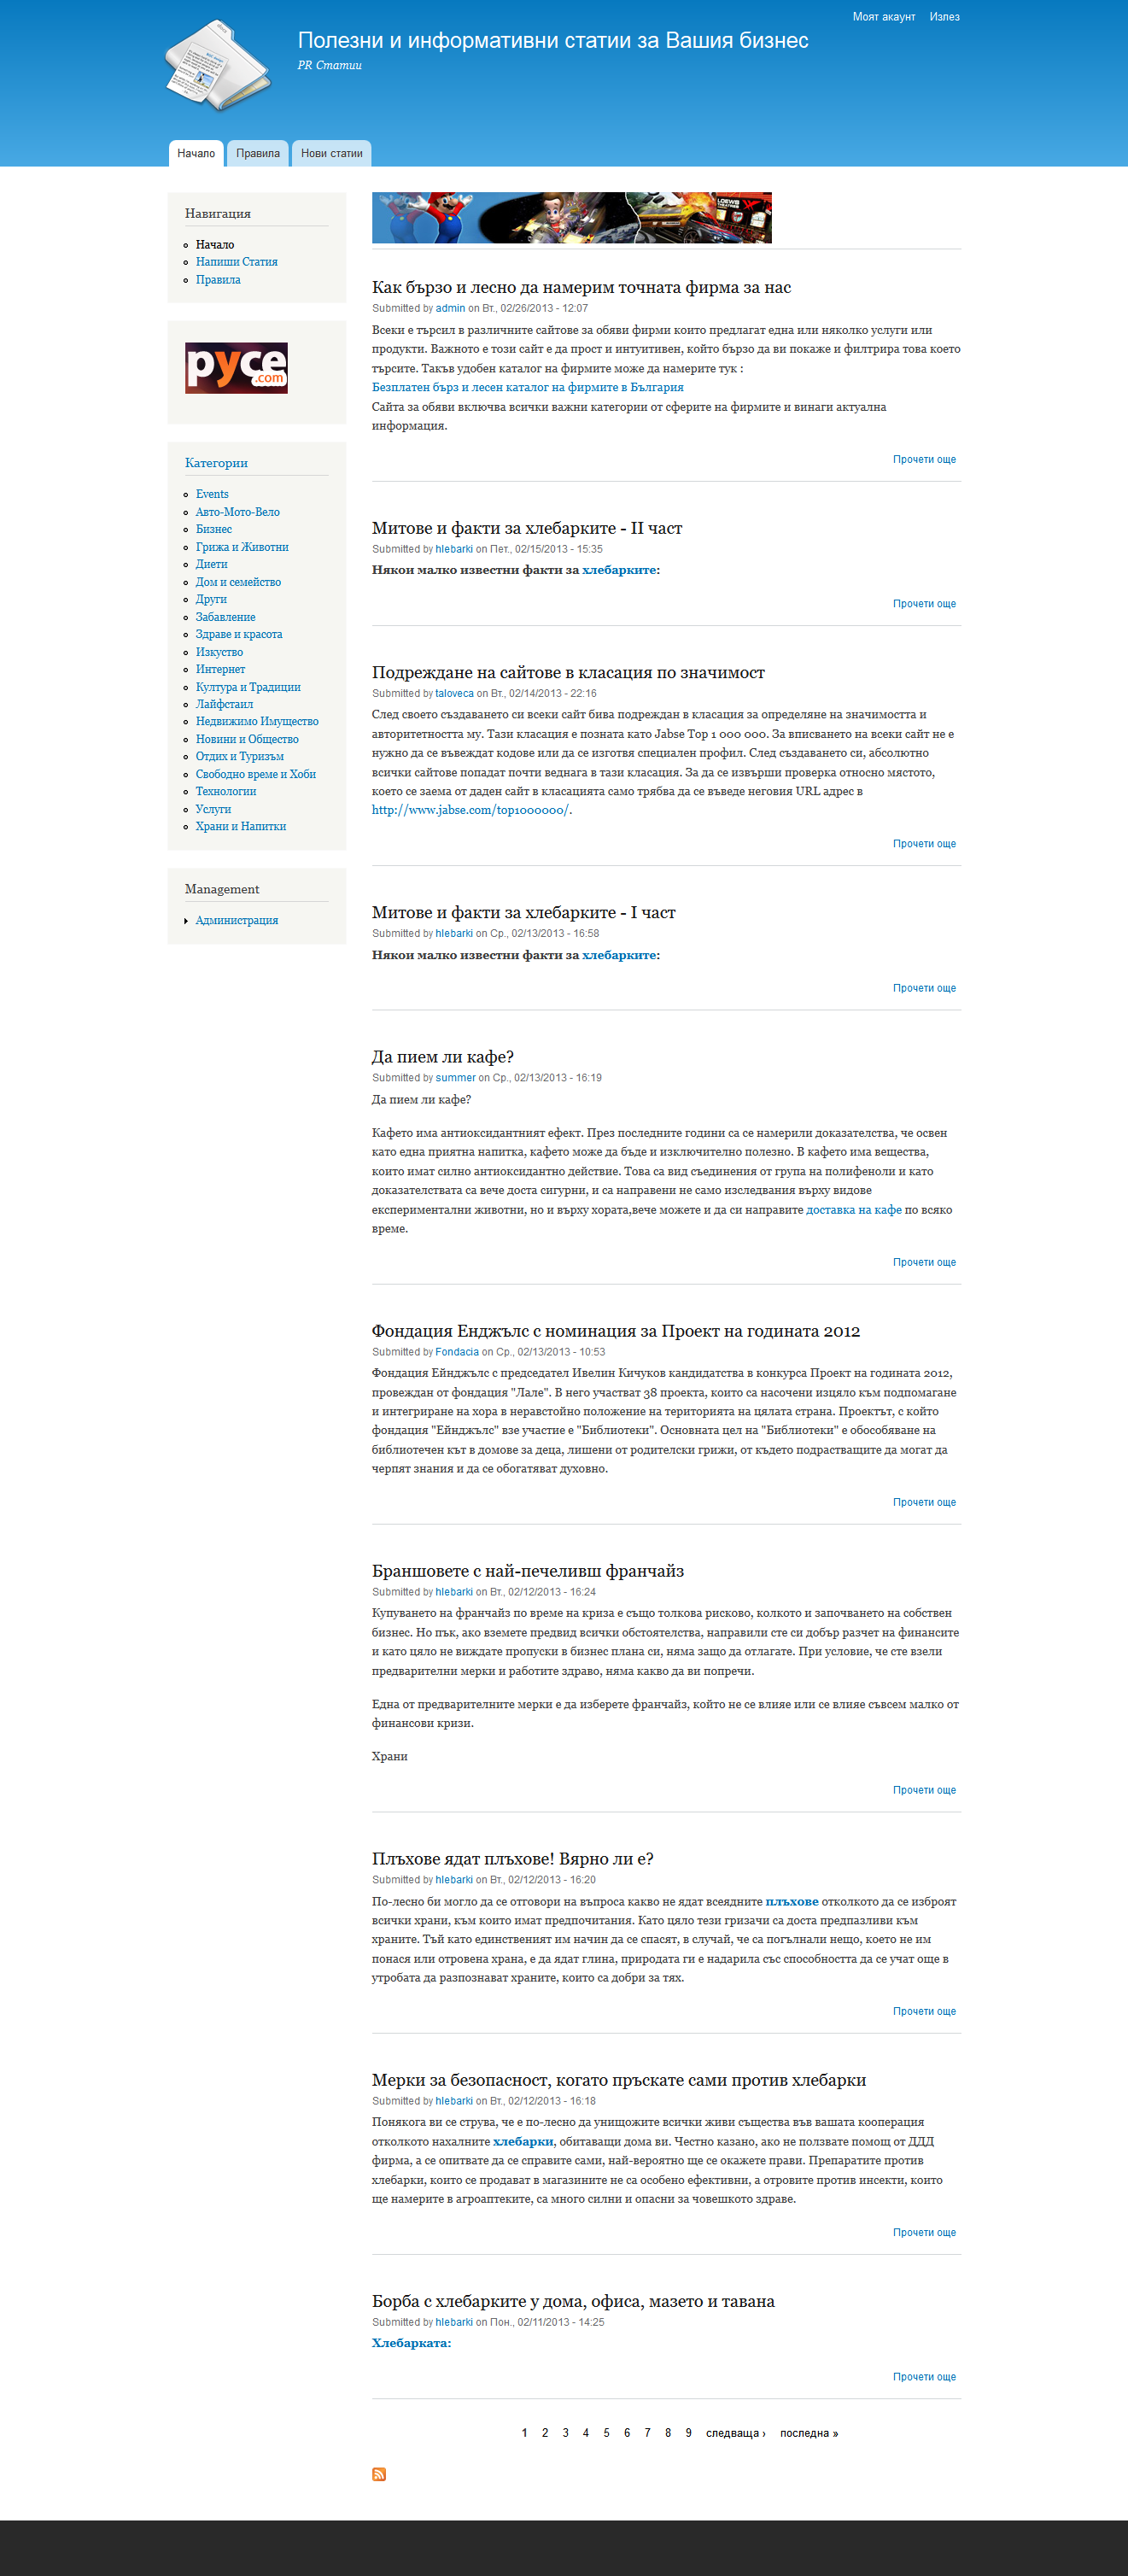 Моят акаунт Излез
Полезни и информативни статии за Вашия бизнес
PR Статии
Начало Правила Нови статии
Навигация
Начало
Напиши Статия
Правила
русе
.com
Категории
Events
Авто-Мото-Вело
Бизнес
Грижа и Животни
Диети
Дом и семейство
Други
Забавление
Здраве и красота
Изкуство
Интернет
Култура и Традиции
Лайфстаил
Недвижимо Имущество
Новини и Общество
Отдих и Туризъм
Свободно време и Хоби
Технологии
Услуги
Храни и Напитки
Management
Администрация
Как бързо и лесно да намерим точната фирма за нас
Submitted by admin on Вт., 02/26/2013 - 12:07
Всеки е търсил в различните сайтове за обяви фирми които предлагат една или няколко услуги или
продукти. Важното е този сайт е да прост и интуитивен, който бързо да ви покаже и филтрира това което
търсите. Такъв удобен каталог на фирмите може да намерите тук :
Безплатен бърз и лесен каталог на фирмите в България
Сайта за обяви включва всички важни категории от сферите на фирмите и винаги актуална
информация.
Прочети още
Митове и факти за хлебарките - II част
Submitted by hlebarki on Пет., 02/15/2013 - 15:35
Някои малко известни факти за хлебарките:
Прочети още
Подреждане на сайтове в класация по значимост
Submitted by taloveca on Вт., 02/14/2013 - 22:16
След своето създаването си всеки сайт бива подреждан в класация за определяне на значимостта и
авторитетността му. Тази класация е позната като Jabse Top 1 000 000. За вписването на всеки сайт не е
нужно да се въвеждат кодове или да се изготвя специален профил. След създаването си, абсолютно
всички сайтове попадат почти веднага в тази класация. За да се извърши проверка относно мястото,
което се заема от даден сайт в класацията само трябва да се въведе неговия URL адрес в
http://www.jabse.com/top1000000/.
Прочети още
Митове и факти за хлебарките - I част
Submitted by hlebarki on Ср., 02/13/2013 - 16:58
Някои малко известни факти за хлебарките:
Прочети още
Да пием ли кафе?
Submitted by summer on Ср., 02/13/2013 - 16:19
Да пием ли кафе?
Кафето има антиоксидантният ефект. През последните години са се намерили доказателства, че освен
като една приятна напитка, кафето може да бъде и изключително полезно. В кафето има вещества,
които имат силно антиоксидантно действие. Това са вид съединения от група на полифеноли и като
доказателствата са вече доста сигурни, и са направени не само изследвания върху видове
експериментални животни, но и върху хората,вече можете и да си направите доставка на кафе по всяко
време.
Прочети още
Фондация Енджълс с номинация за Проект на годината 2012
Submitted by Fondacia on Ср., 02/13/2013 - 10:53
Фондация Ейнджълс с председател Ивелин Кичуков кандидатства в конкурса Проект на годината 2012,
провеждан от фондация "Лале". В него участват 38 проекта, които са насочени изцяло към подпомагане
и интегриране на хора в неравстойно положение на територията на цялата страна. Проектът, с който
фондация "Ейнджълс" взе участие е "Библиотеки". Основната цел на "Библиотеки" е обособяване на
библиотечен кът в домове за деца, лишени от родителски грижи, от където подрастващите да могат да
черпят знания и да се обогатяват духовно.
Прочети още
Браншовете с най-печеливш франчайз
Submitted by hlebarki on Вт., 02/12/2013 - 16:24
Купуването на франчайз по време на криза е също толкова рисково, колкото и започването на собствен
бизнес. Но пък, ако вземете предвид всички обстоятелства, направили сте си добър разчет на финансите
и като цяло не виждате пропуски в бизнес плана си, няма защо да отлагате. При условие, че сте взели
предварителни мерки и работите здраво, няма какво да ви попречи.
Една от предварителните мерки е да изберете франчайз, който не се влияе или се влияе съвсем малко от
финансови кризи.
Храни
Прочети още
Плъхове ядат плъхове! Вярно ли е?
Submitted by hlebarki on Вт., 02/12/2013 - 16:20
По-лесно би могло да се отговори на въпроса какво не ядат всеядните плъхове отколкото да се изброят
всички храни, към които имат предпочитания. Като цяло тези гризачи са доста предпазливи към
храните. Тъй като единственият им начин да се спасят, в случай, че са погълнали нещо, което не им
понася или отровена храна, е да ядат глина, природата ги е надарила със способността да се учат още в
утробата да разпознават храните, които са добри за тях.
Прочети още
Мерки за безопасност, когато пръскате сами против хлебарки
Submitted by hlebarki on Вт., 02/12/2013 - 16:18
Понякога ви се струва, че е по-лесно да унищожите всички живи същества във вашата кооперация
отколкото нахалните хлебарки, обитаващи дома ви. Честно казано, ако не ползвате помощ от ДДД
фирма, а се опитвате да се справите сами, най-вероятно ще се окажете прави. Препаратите против
хлебарки, които се продават в магазините не са особено ефективни, а отровите против инсекти, които
ще намерите в агроаптеките, са много силни и опасни за човешкото здраве.
Прочети още
Борба с хлебарките у дома, офиса, мазето и тавана
Submitted by hlebarki on Пон., 02/11/2013 - 14:25
Хлебарката:
Прочети още
1 2 3 4 5 6 7 8 9 следваща › последна »